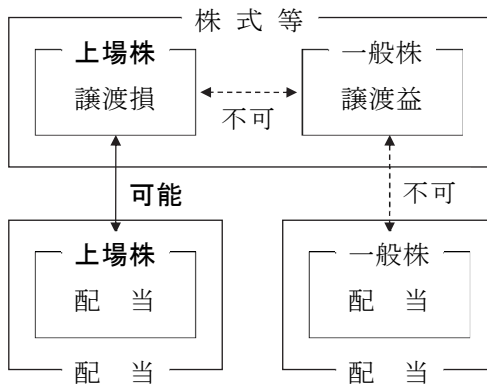 株 式 等
上場株
一般株
譲渡損
譲渡益
不可
可能
不可
上場株
一般株
配 当
配 当
配 当
配 当